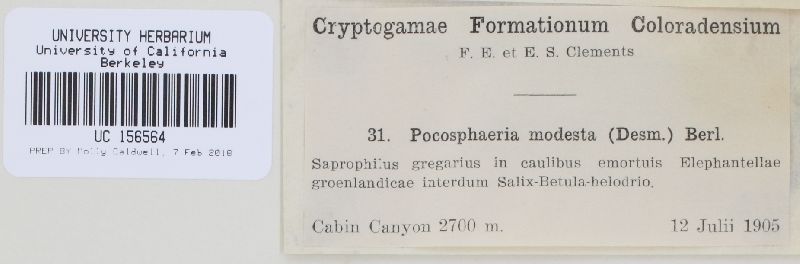 UNIVERSITY HERBARIUM
University of California
Berkeley
UC 156564
PREP BY Molly Caldwell, 7 Feb 2018
Cryptogamae Formationum Coloradensium
F. E. et E. S. Clements
31. Pocosphaeria modesta (Desm.) Berl.
Saprophilus gregarius in caulibus emortuis Elephantellae
groenlandicae interdum Salix-Betula-helodrio.
Cabin Canyon 2700 m. 12 Julii 1905